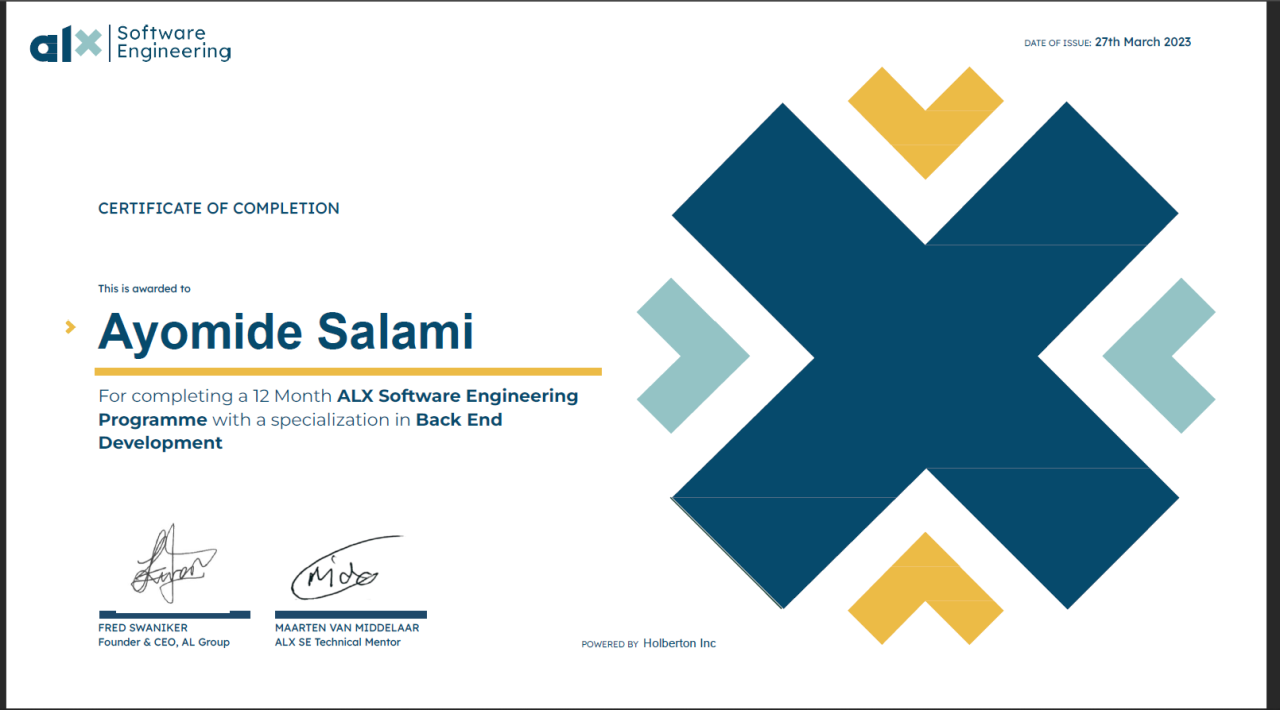 alx Software
Engineering
DATE OF ISSUE: 27th March 2023
CERTIFICATE OF COMPLETION
This is awarded to
Ayomide Salami
For completing a 12 Month ALX Software Engineering
Programme with a specialization in Back End
Development
FRED SWANIKER
Founder & CEO, AL Group
MAARTEN VAN MIDDELAAR
ALX SE Technical Mentor
POWERED BY Holberton Inc